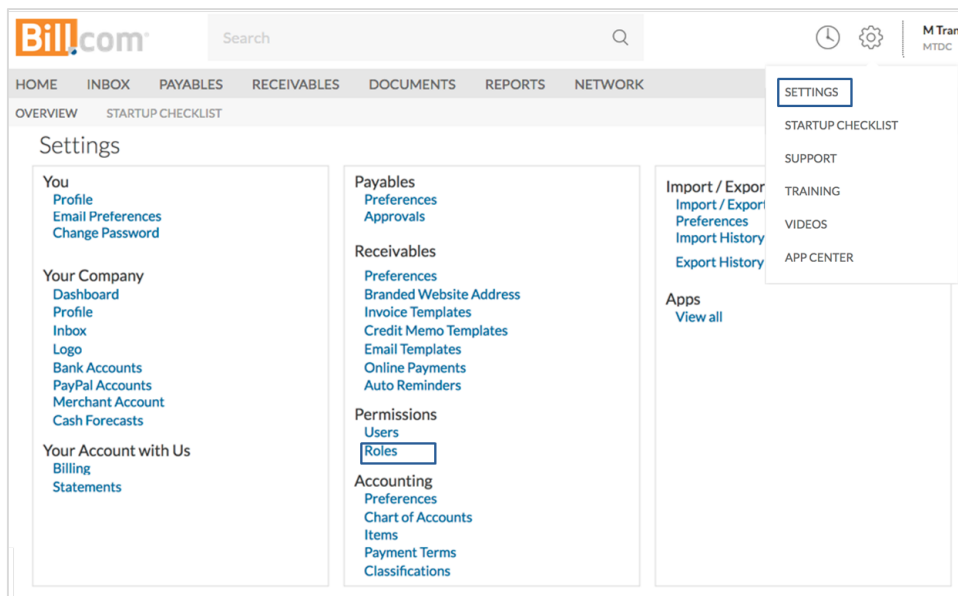 Bill.com
Search
M Tran
MTDC
HOME INBOX PAYABLES RECEIVABLES DOCUMENTS REPORTS NETWORK
OVERVIEW STARTUP CHECKLIST
SETTINGS
STARTUP CHECKLIST
SUPPORT
TRAINING
VIDEOS
APP CENTER
Settings
You
Profile
Email Preferences
Change Password
Your Company
Dashboard
Profile
Inbox
Logo
Bank Accounts
PayPal Accounts
Merchant Account
Cash Forecasts
Your Account with Us
Billing
Statements
Payables
Preferences
Approvals
Receivables
Preferences
Branded Website Address
Invoice Templates
Credit Memo Templates
Email Templates
Online Payments
Auto Reminders
Permissions
Users
Roles
Accounting
Preferences
Chart of Accounts
Items
Payment Terms
Classifications
Import / Expor
Import / Export
Preferences
Import History
Export History
Apps
View all